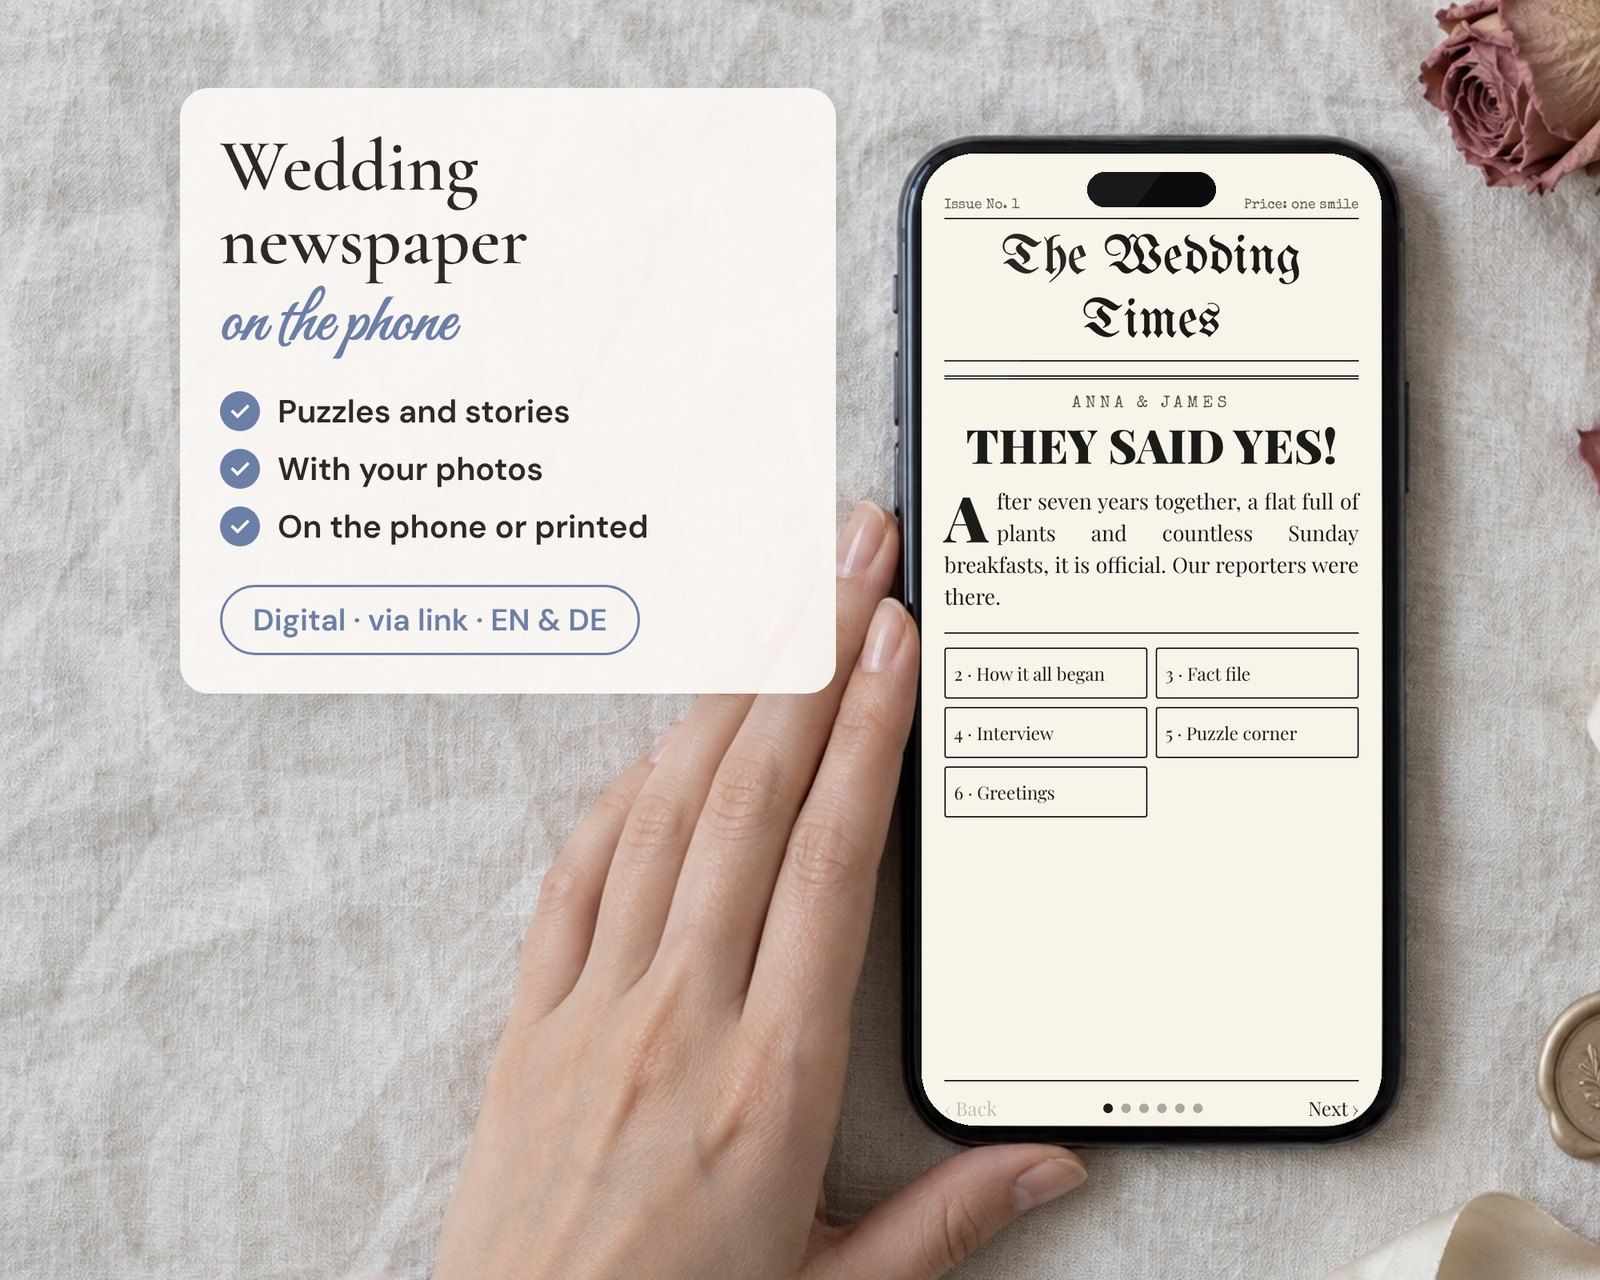 Wedding
newspaper
on the phone
Puzzles and stories
With your photos
On the phone or printed
Digital · via link · EN & DE
Issue No. 1
Price: one smile
The Wedding
Times
ANNA & JAMES
THEY SAID YES!
After seven years together, a flat full of
plants and countless Sunday
breakfasts, it is official. Our reporters were
there.
2 · How it all began
3 · Fact file
4 · Interview
5 · Puzzle corner
6 · Greetings
‹ Back
Next ›